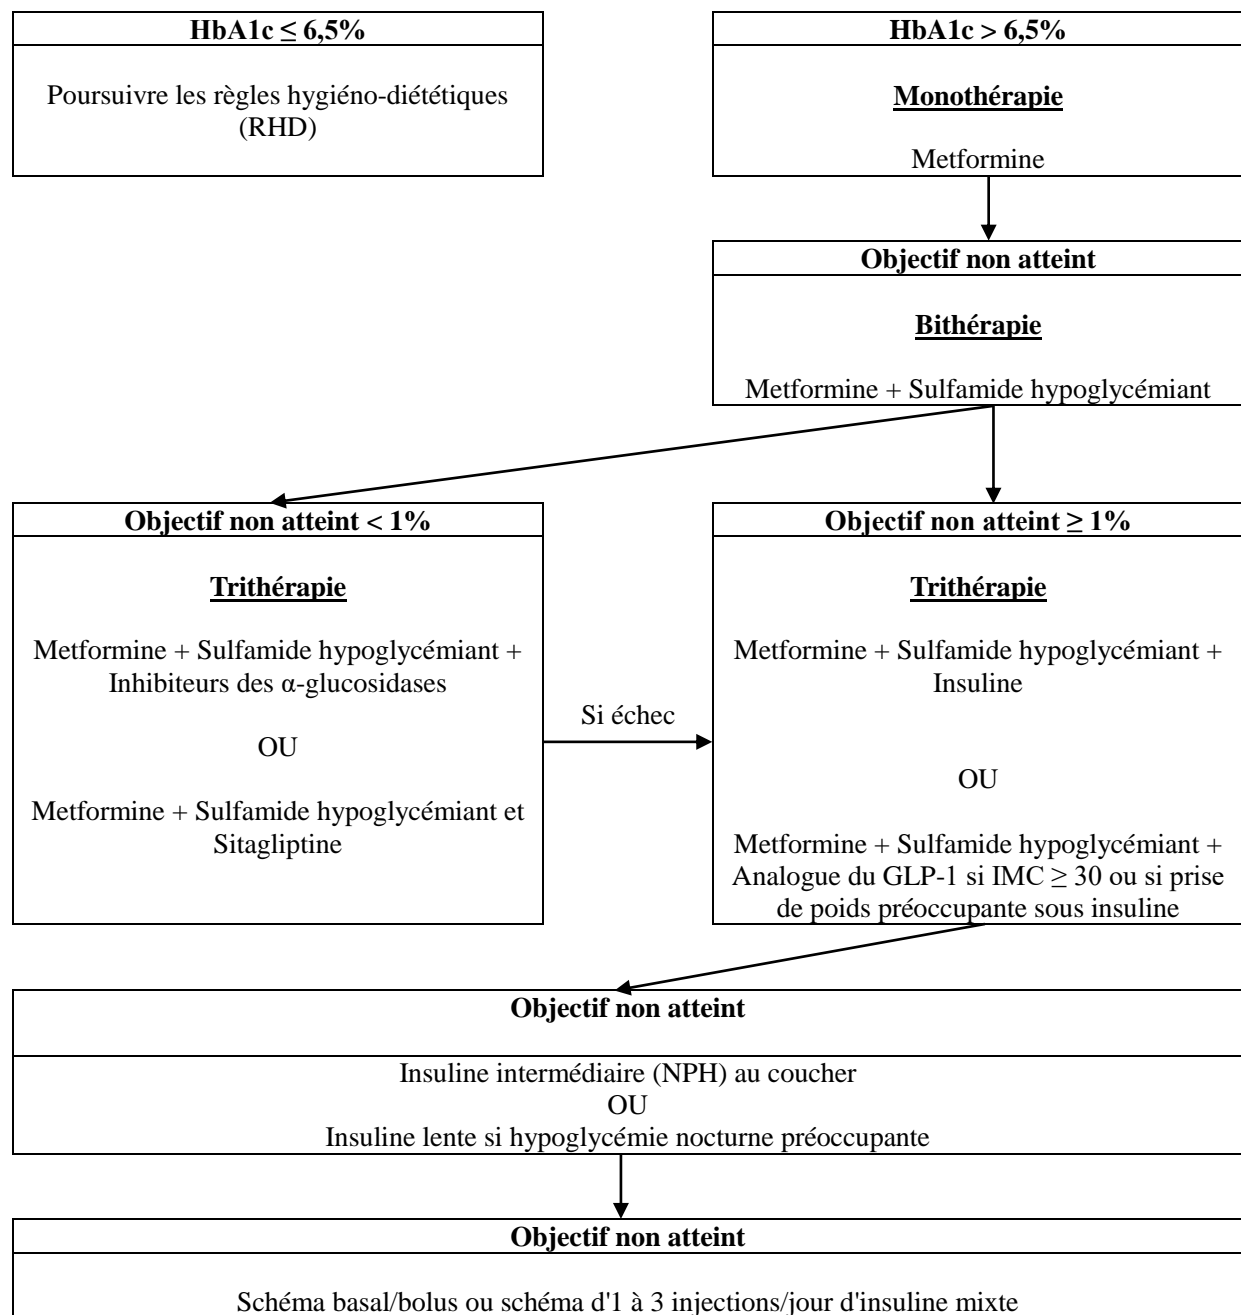 HbA1c ≤ 6,5%
Poursuivre les règles hygiéno-diététiques
(RHD)
HbA1c > 6,5%
Monothérapie
Metformine
Objectif non atteint
Bithérapie
Metformine + Sulfamide hypoglycémiant
Objectif non atteint < 1%
Trithérapie
Metformine + Sulfamide hypoglycémiant +
Inhibiteurs des α-glucosidases
OU
Metformine + Sulfamide hypoglycémiant et
Sitagliptine
Si échec
Objectif non atteint ≥ 1%
Trithérapie
Metformine + Sulfamide hypoglycémiant +
Insuline
OU
Metformine + Sulfamide hypoglycémiant +
Analogue du GLP-1 si IMC ≥ 30 ou si prise
de poids préoccupante sous insuline
Objectif non atteint
Insuline intermédiaire (NPH) au coucher
OU
Insuline lente si hypoglycémie nocturne préoccupante
Objectif non atteint
Schéma basal/bolus ou schéma d'1 à 3 injections/jour d'insuline mixte